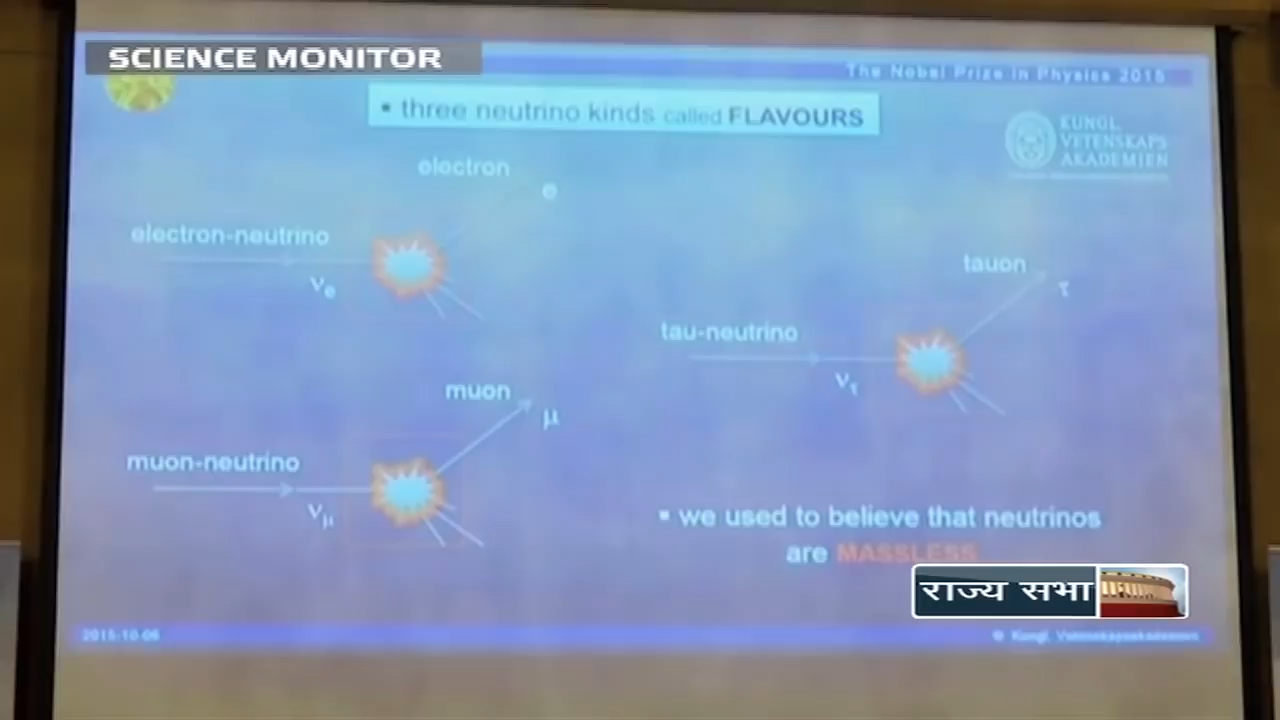 SCIENCE MONITOR
The Nobel Prize in Physics 2015
▪ three neutrino kinds called FLAVOURS
KUNGL.
VETENSKAPS
AKADEMIEN
electron
e
electron-neutrino
νe
tauon
τ
tau-neutrino
ντ
muon
μ
muon-neutrino
νμ
▪ we used to believe that neutrinos
are MASSLESS
राज्य सभा
2015-10-06
© Kungl. Vetenskapsakademien